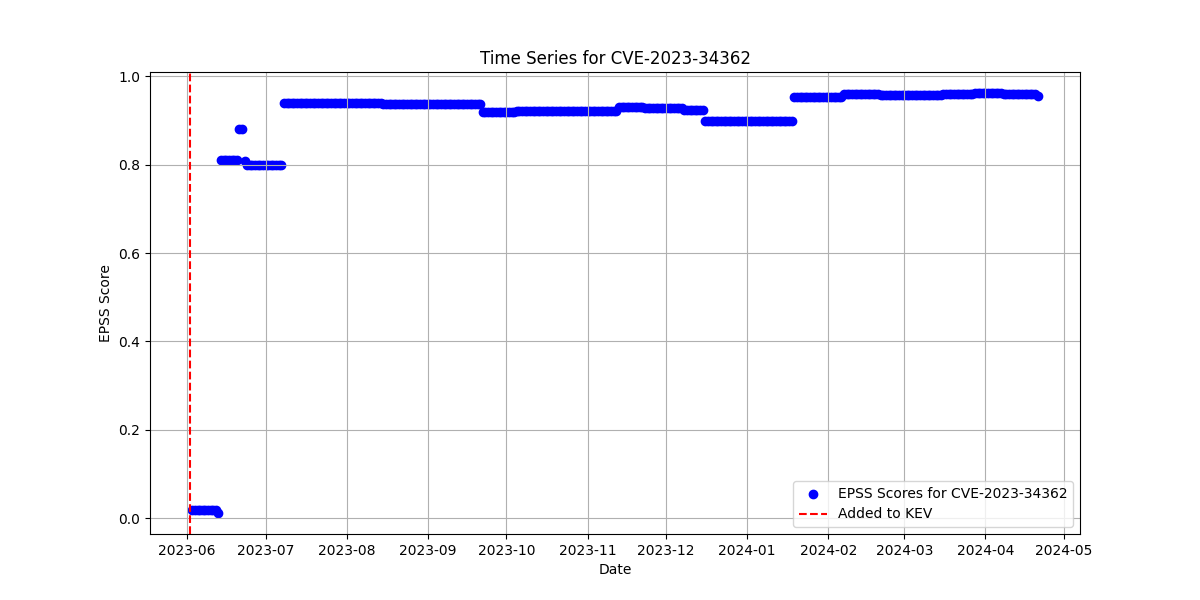 Time Series for CVE-2023-34362
EPSS Score
1.0
0.8
0.6
0.4
0.2
0.0
EPSS Scores for CVE-2023-34362
Added to KEV
2023-06 2023-07 2023-08 2023-09 2023-10 2023-11 2023-12 2024-01 2024-02 2024-03 2024-04 2024-05
Date